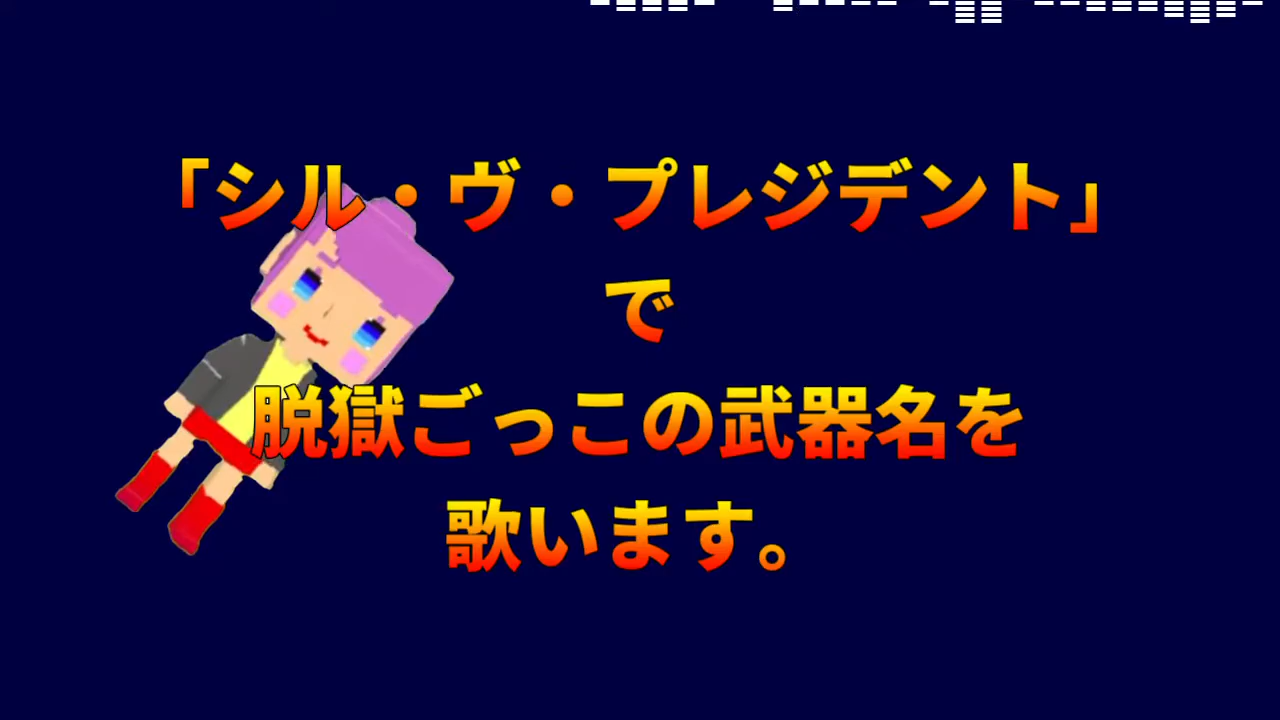 「シル・ヴ・プレジデント」
で
脱獄ごっこの武器名を
歌います。